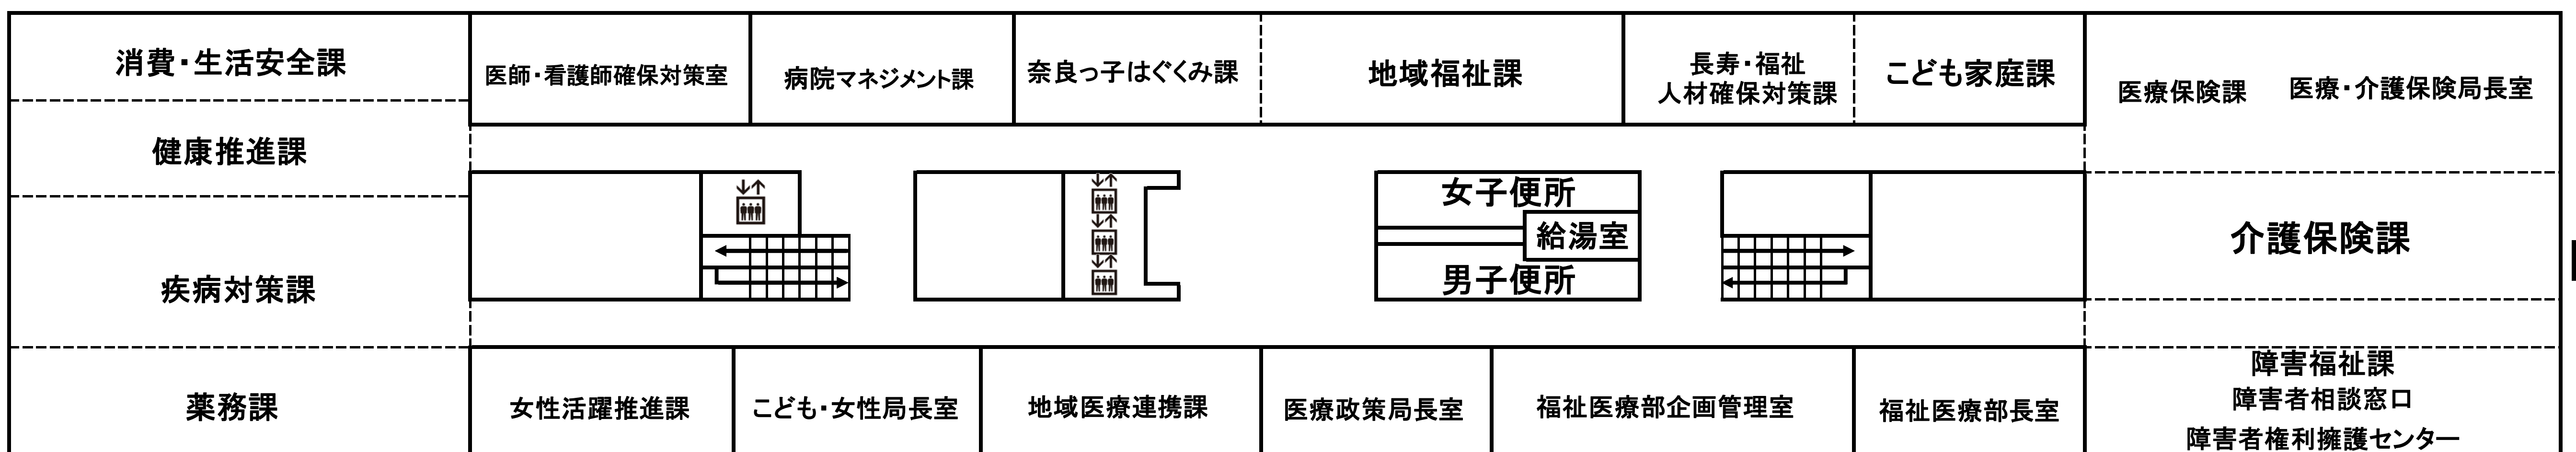 消費・生活安全課
健康推進課
疾病対策課
薬務課
医師・看護師確保対策室
病院マネジメント課
奈良っ子はぐくみ課
地域福祉課
長寿・福祉
人材確保対策課
こども家庭課
医療保険課
医療・介護保険局長室
女子便所
給湯室
男子便所
介護保険課
女性活躍推進課
こども・女性局長室
地域医療連携課
医療政策局長室
福祉医療部企画管理室
福祉医療部長室
障害福祉課
障害者相談窓口
障害者権利擁護センター